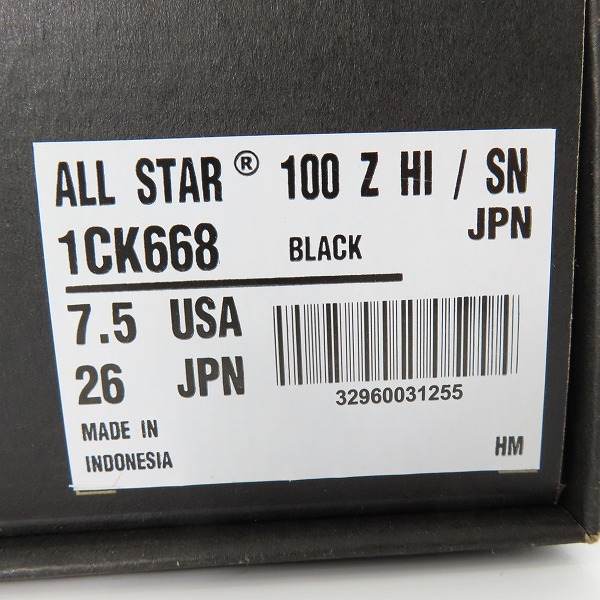 ALL STAR® 100 Z HI / SN
JPN
1CK668 BLACK
7.5 USA
26 JPN
32960031255
MADE IN
INDONESIA
HM